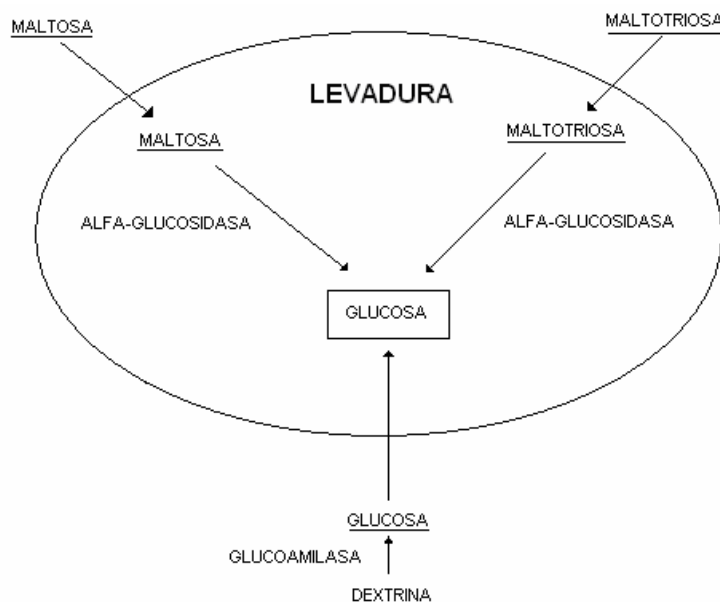 MALTOSA
MALTOTRIOSA
LEVADURA
MALTOSA
MALTOTRIOSA
ALFA-GLUCOSIDASA
ALFA-GLUCOSIDASA
GLUCOSA
GLUCOSA
GLUCOAMILASA
DEXTRINA